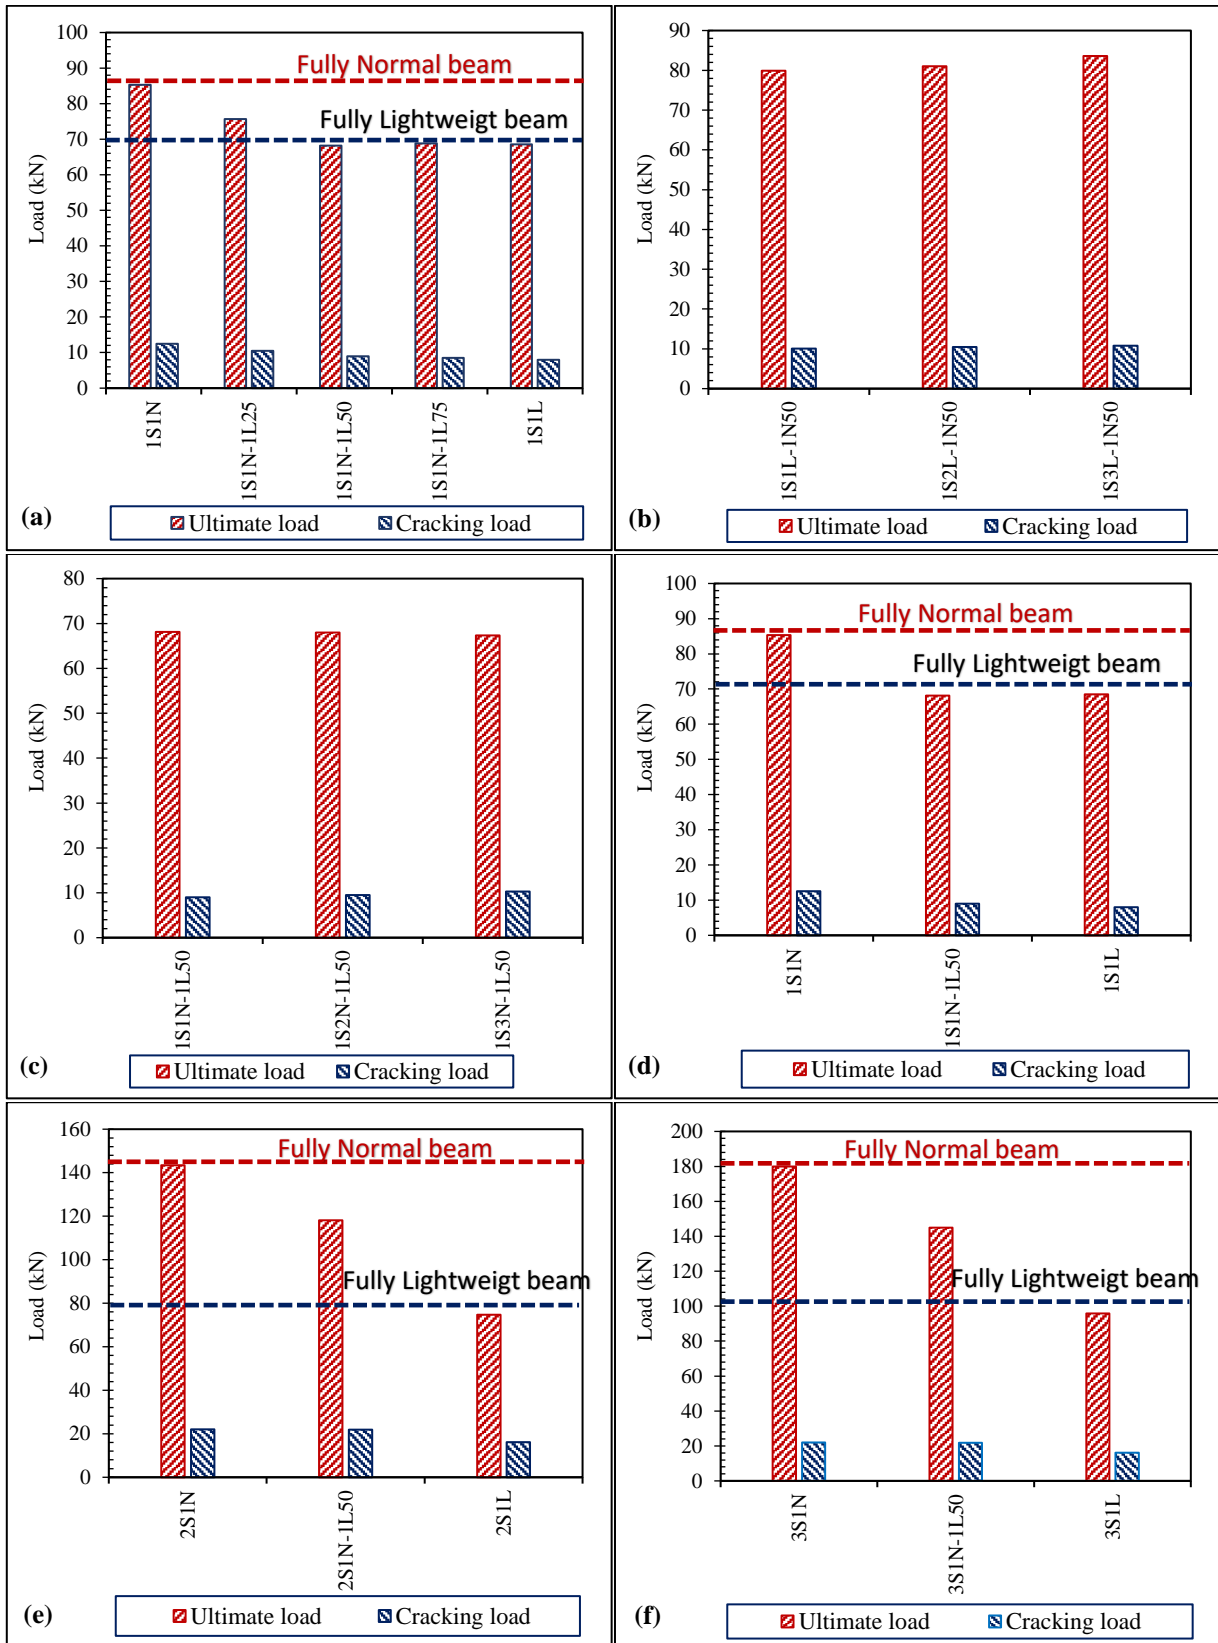 100
90
80
70
60
50
40
30
20
10
0
Load (kN)
Fully Normal beam
Fully Lightweigt beam
1S1N
1S1N-1L25
1S1N-1L50
1S1N-1L75
1S1L
(a)
Ultimate load
Cracking load
90
80
70
60
50
40
30
20
10
0
Load (kN)
1S1L-1N50
1S2L-1N50
1S3L-1N50
(b)
Ultimate load
Cracking load
80
70
60
50
40
30
20
10
0
Load (kN)
1S1N-1L50
1S2N-1L50
1S3N-1L50
(c)
Ultimate load
Cracking load
100
90
80
70
60
50
40
30
20
10
0
Load (kN)
Fully Normal beam
Fully Lightweigt beam
1S1N
1S1N-1L50
1S1L
(d)
Ultimate load
Cracking load
160
140
120
100
80
60
40
20
0
Load (kN)
Fully Normal beam
Fully Lightweigt beam
2S1N
2S1N-1L50
2S1L
(e)
Ultimate load
Cracking load
200
180
160
140
120
100
80
60
40
20
0
Load (kN)
Fully Normal beam
Fully Lightweigt beam
3S1N
3S1N-1L50
3S1L
(f)
Ultimate load
Cracking load